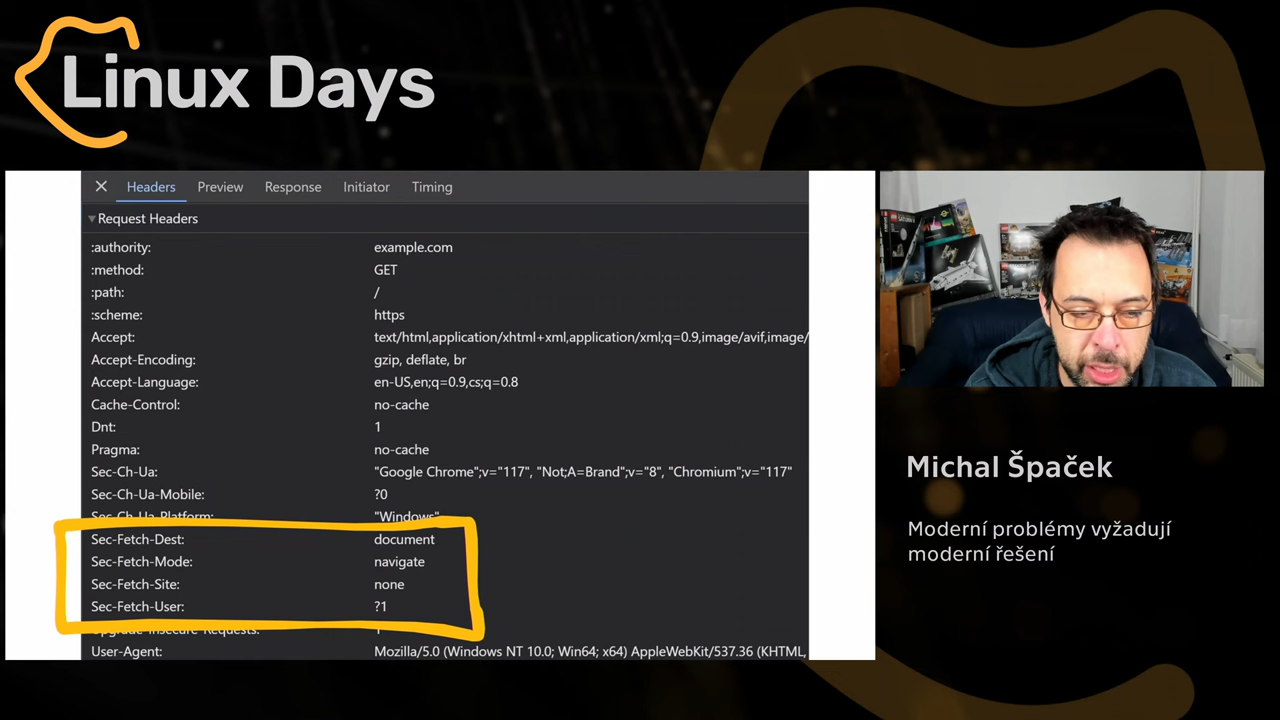 Linux Days
Headers Preview Response Initiator Timing
Request Headers
:authority: example.com
:method: GET
:path: /
:scheme: https
Accept: text/html,application/xhtml+xml,application/xml;q=0.9,image/avif,image/
Accept-Encoding: gzip, deflate, br
Accept-Language: en-US,en;q=0.9,cs;q=0.8
Cache-Control: no-cache
Dnt: 1
Pragma: no-cache
Sec-Ch-Ua: "Google Chrome";v="117", "Not;A=Brand";v="8", "Chromium";v="117"
Sec-Ch-Ua-Mobile: ?0
Sec-Ch-Ua-Platform: "Windows"
Sec-Fetch-Dest: document
Sec-Fetch-Mode: navigate
Sec-Fetch-Site: none
Sec-Fetch-User: ?1
Upgrade-Insecure-Requests: 1
User-Agent: Mozilla/5.0 (Windows NT 10.0; Win64; x64) AppleWebKit/537.36 (KHTML,
Michal Špaček
Moderní problémy vyžadují
moderní řešení